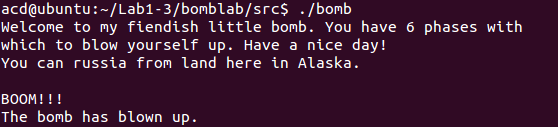 acd@ubuntu:~/Lab1-3/bomblab/src$ ./bomb
Welcome to my fiendish little bomb. You have 6 phases with
which to blow yourself up. Have a nice day!
You can russia from land here in Alaska.
BOOM!!!
The bomb has blown up.